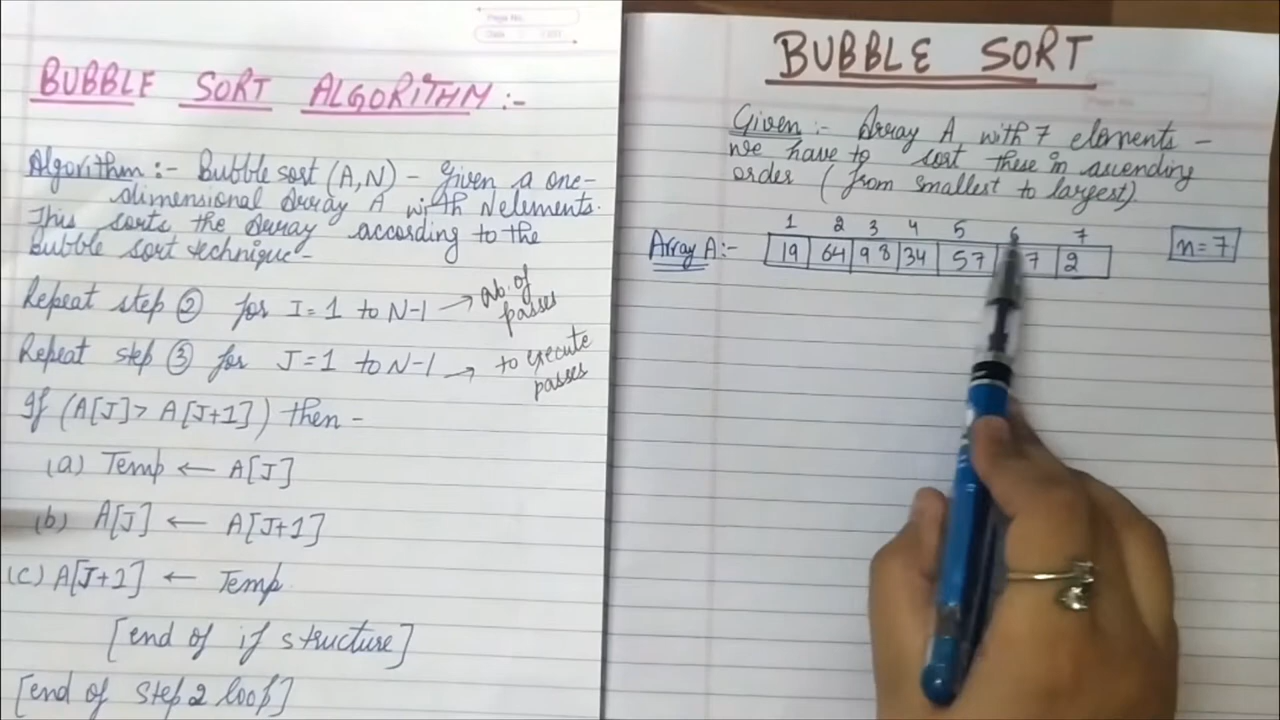 BUBBLE SORT ALGORITHM :-
Algorithm :- Bubble sort (A,N) - Given a one-
dimensional Array A with N elements.
This sorts the Array according to the
Bubble sort technique -
Repeat step ② for I = 1 to N-1 → No. of
passes
Repeat step ③ for J = 1 to N-1 → to execute
passes
If (A[J] > A[J+1]) then -
(a) Temp ← A[J]
(b) A[J] ← A[J+1]
(c) A[J+1] ← Temp
[end of if structure]
[end of step 2 loop]
Page No.
Date
BUBBLE SORT
Given :- Array A with 7 elements -
we have to sort these in ascending
order (from smallest to largest).
1 2 3 4 5 6 7
Array A :- 19 64 98 34 57 7 2 n = 7